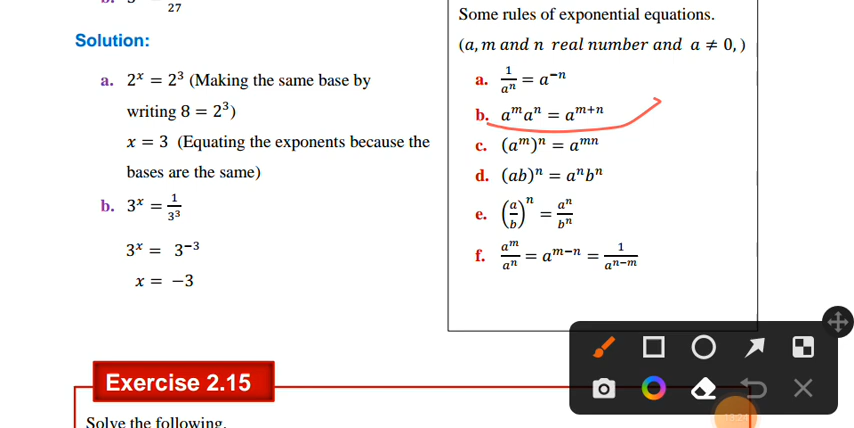 27
Solution:
a. 2ˣ = 2³ (Making the same base by
writing 8 = 2³)
x = 3 (Equating the exponents because the
bases are the same)
b. 3ˣ = 1/3³
3ˣ = 3⁻³
x = −3
Some rules of exponential equations.
(a, m and n real number and a ≠ 0, )
a. 1/aⁿ = a⁻ⁿ
b. aᵐaⁿ = aᵐ⁺ⁿ
c. (aᵐ)ⁿ = aᵐⁿ
d. (ab)ⁿ = aⁿbⁿ
e. (a/b)ⁿ = aⁿ/bⁿ
f. aᵐ/aⁿ = aᵐ⁻ⁿ = 1/aⁿ⁻ᵐ
Exercise 2.15
Solve the following.